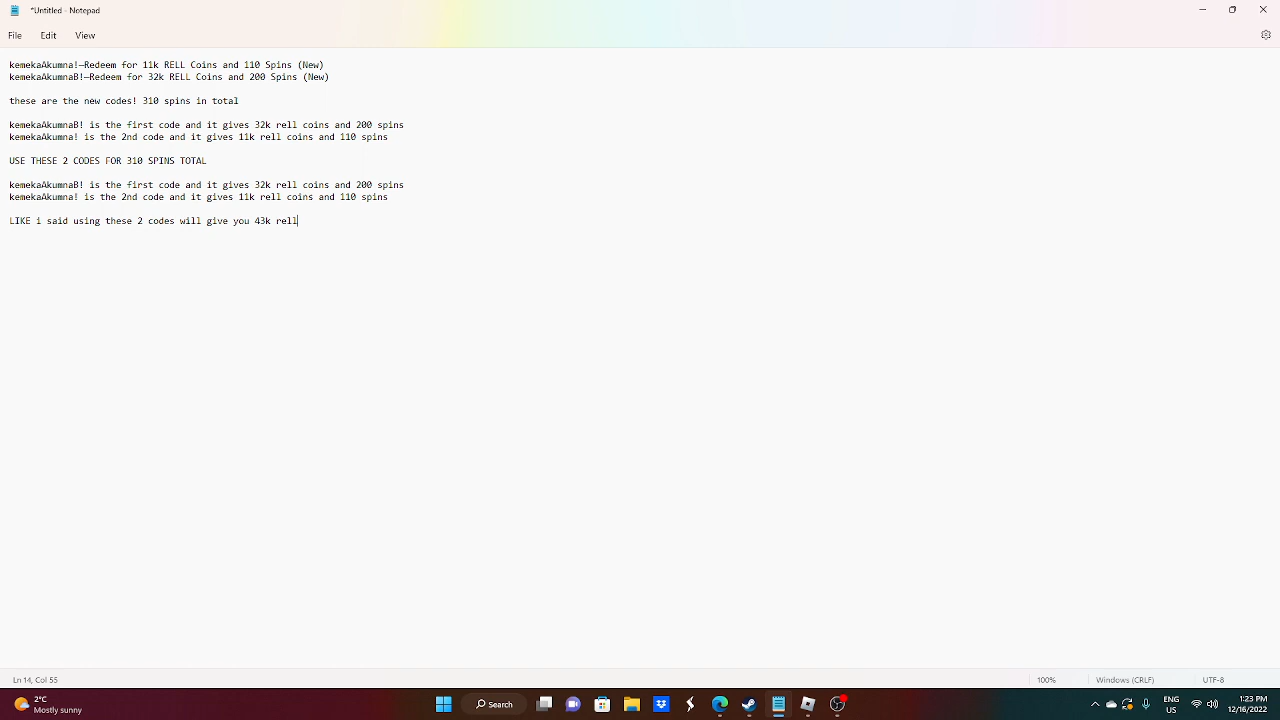 *Untitled - Notepad
File Edit View
kemekaAkumna!—Redeem for 11k RELL Coins and 110 Spins (New)
kemekaAkumnaB!—Redeem for 32k RELL Coins and 200 Spins (New)
these are the new codes! 310 spins in total
kemekaAkumnaB! is the first code and it gives 32k rell coins and 200 spins
kemekaAkumna! is the 2nd code and it gives 11k rell coins and 110 spins
USE THESE 2 CODES FOR 310 SPINS TOTAL
kemekaAkumnaB! is the first code and it gives 32k rell coins and 200 spins
kemekaAkumna! is the 2nd code and it gives 11k rell coins and 110 spins
LIKE i said using these 2 codes will give you 43k rell
Ln 14, Col 55 100% Windows (CRLF) UTF-8
2°C
Mostly sunny
Search
ENG
US
1:23 PM
12/16/2022